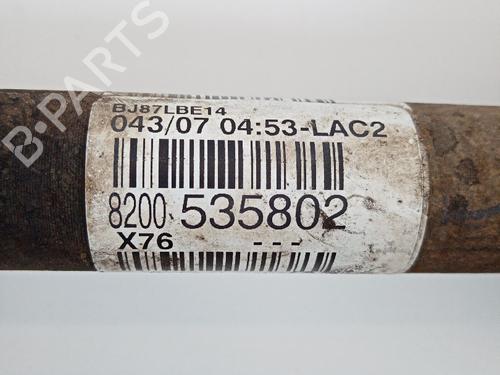 BJ87LBE14
043/07 04:53-LAC2
8200 535802
X76 ---
B-PARTS